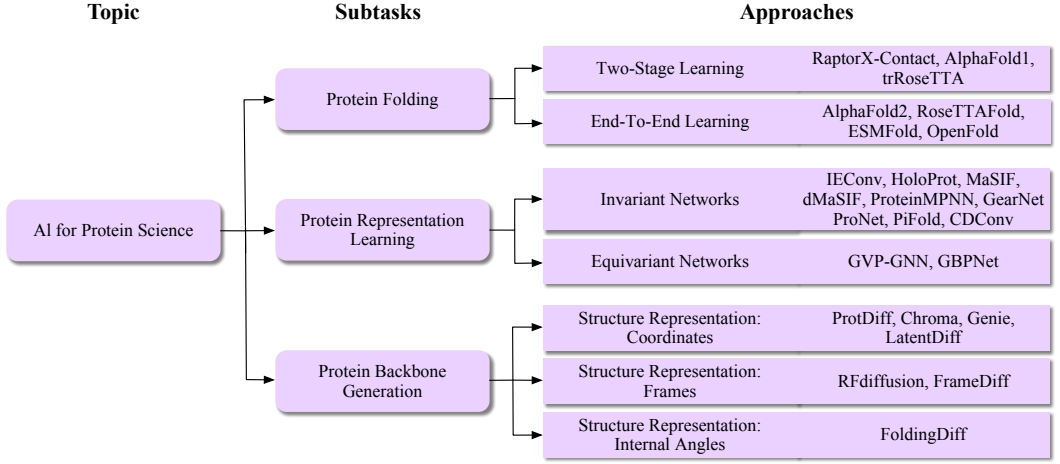 Topic
Subtasks
Approaches
AI for Protein Science
Protein Folding
Two-Stage Learning
RaptorX-Contact, AlphaFold1,
trRoseTTA
End-To-End Learning
AlphaFold2, RoseTTAFold,
ESMFold, OpenFold
Protein Representation
Learning
Invariant Networks
IEConv, HoloProt, MaSIF,
dMaSIF, ProteinMPNN, GearNet
ProNet, PiFold, CDConv
Equivariant Networks
GVP-GNN, GBPNet
Protein Backbone
Generation
Structure Representation:
Coordinates
ProtDiff, Chroma, Genie,
LatentDiff
Structure Representation:
Frames
RFdiffusion, FrameDiff
Structure Representation:
Internal Angles
FoldingDiff